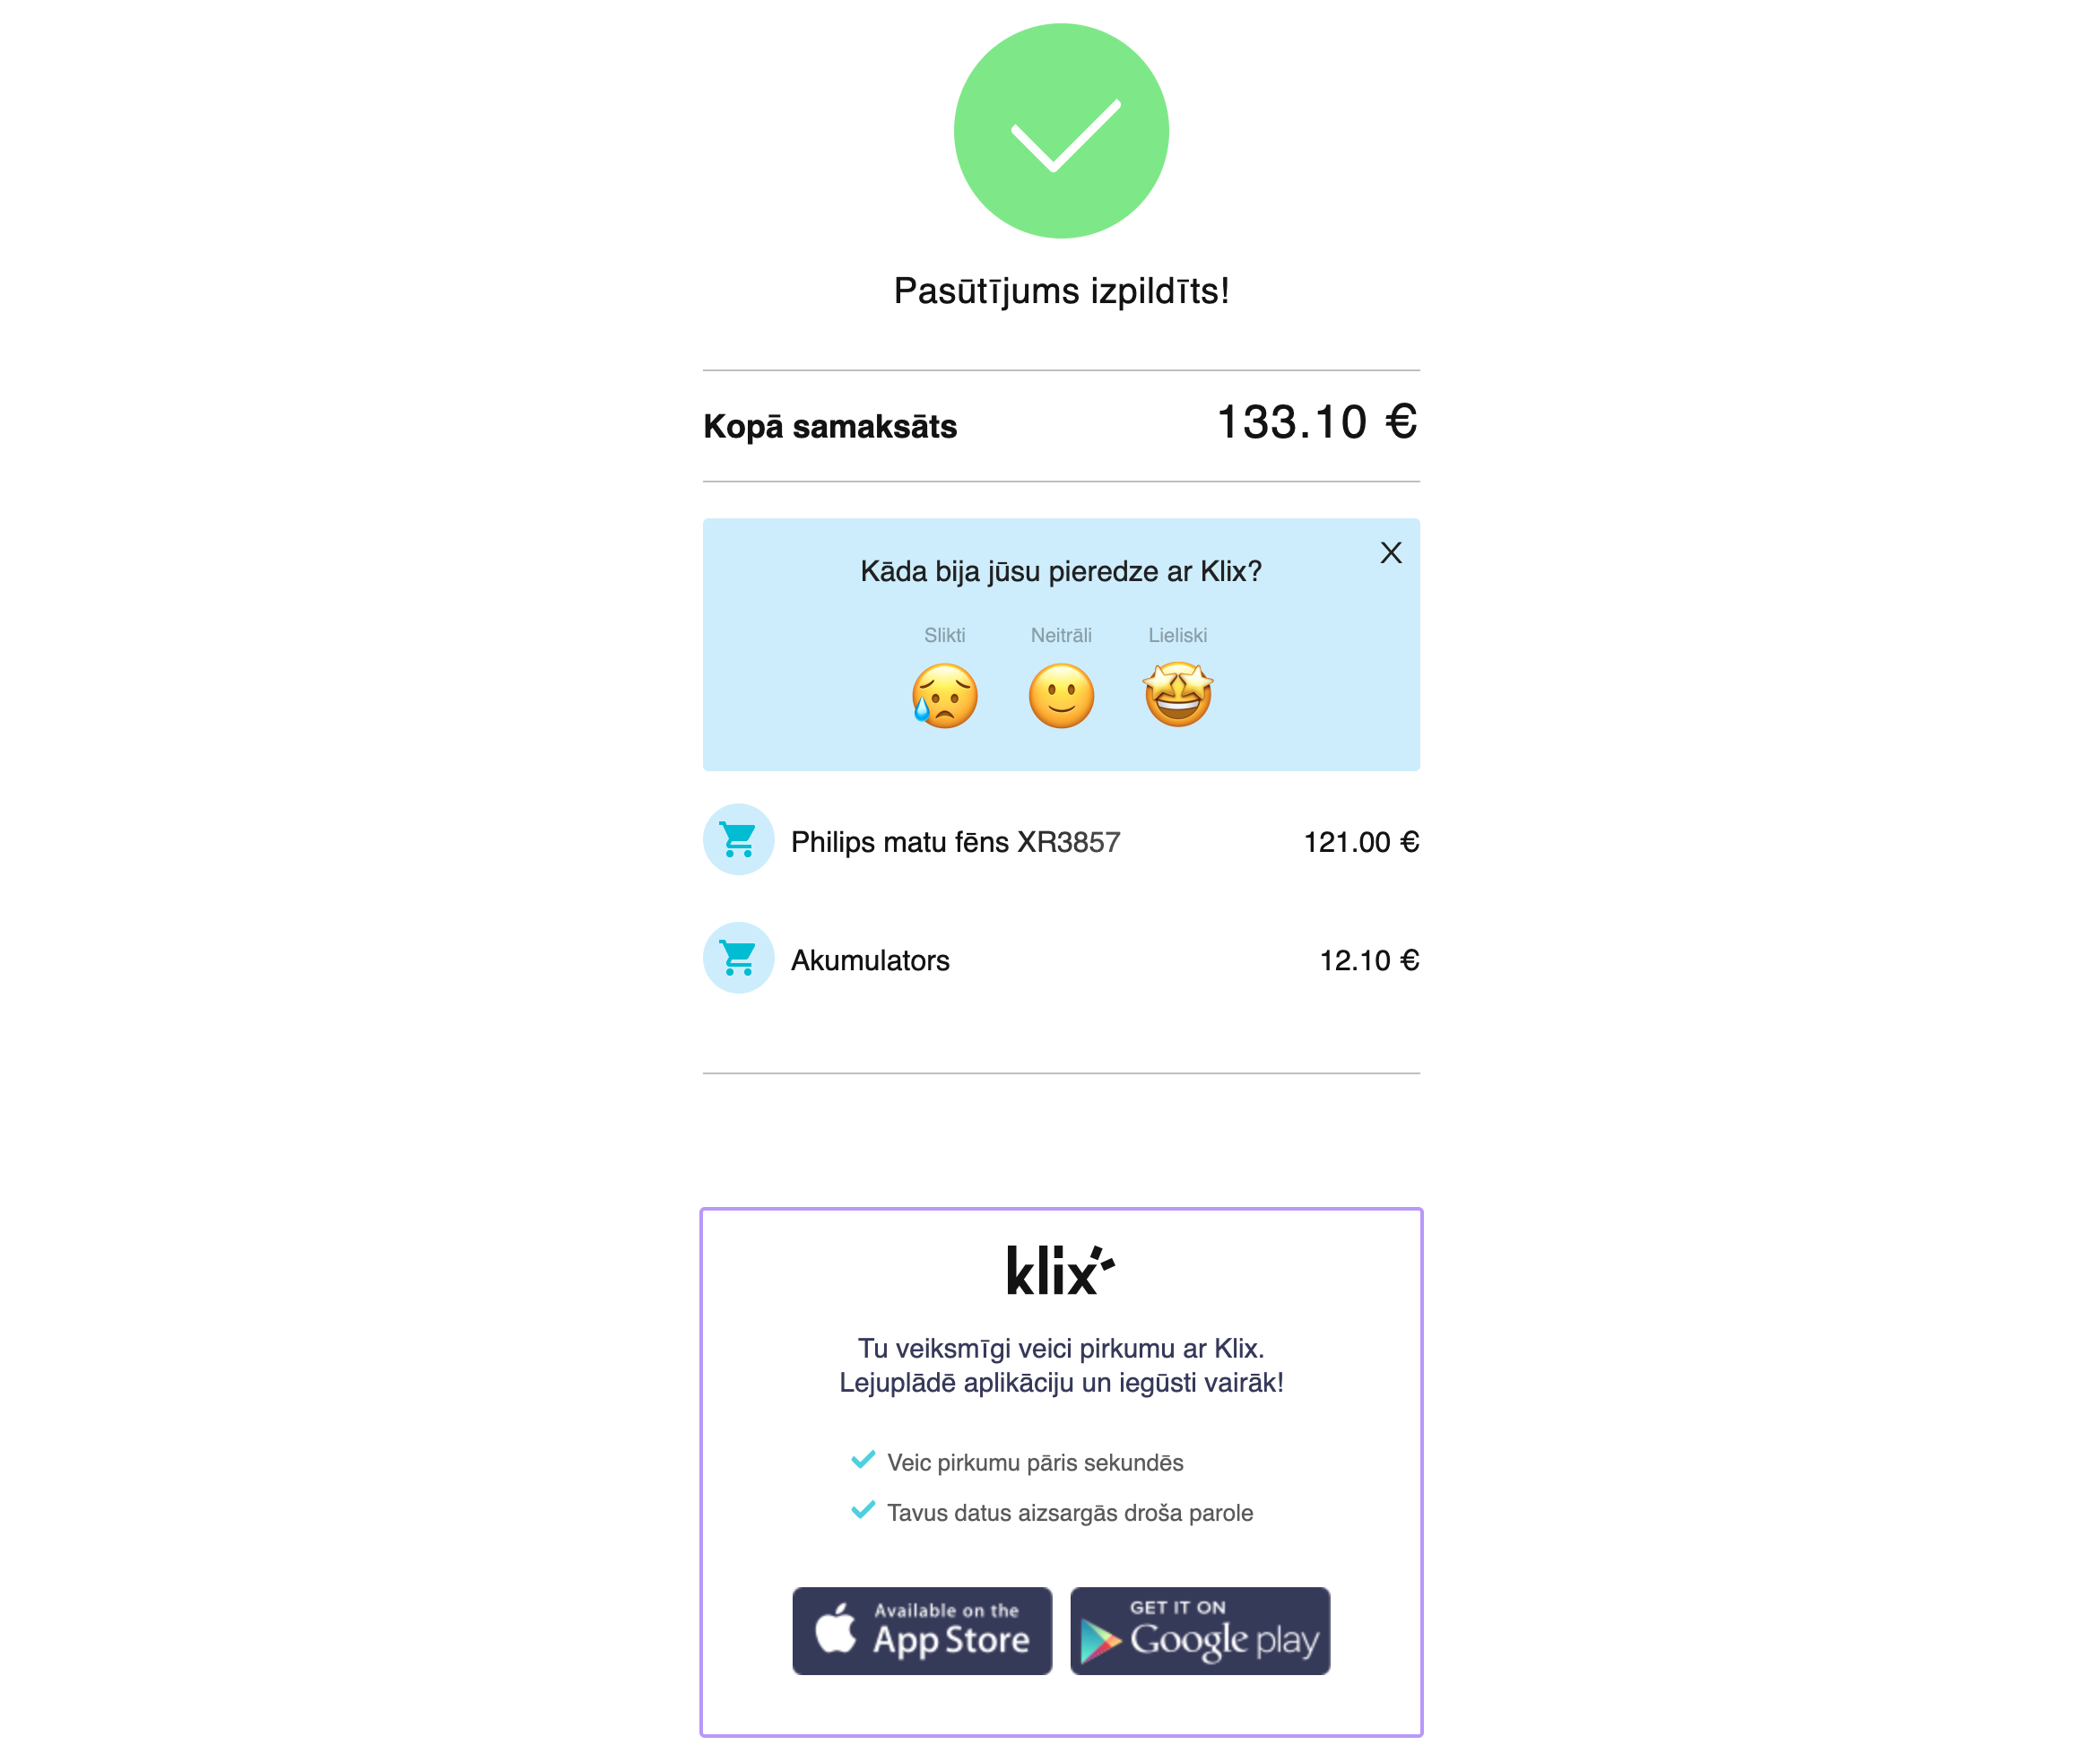 Pasūtījums izpildīts!
Kopā samaksāts 133.10 €
X
Kāda bija jūsu pieredze ar Klix?
Slikti Neitrāli Lieliski
Philips matu fēns XR3857 121.00 €
Akumulators 12.10 €
klix
Tu veiksmīgi veici pirkumu ar Klix.
Lejuplādē aplikāciju un iegūsti vairāk!
Veic pirkumu pāris sekundēs
Tavus datus aizsargās droša parole
Available on the
App Store
GET IT ON
Google play